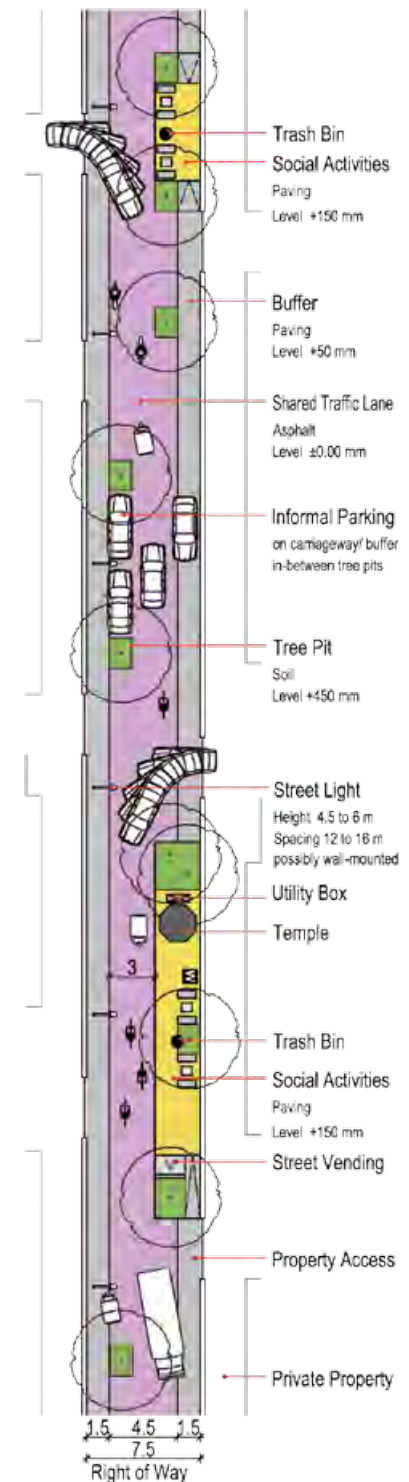 Trash Bin
Social Activities
Paving
Level +150 mm
Buffer
Paving
Level +50 mm
Shared Traffic Lane
Asphalt
Level ±0.00 mm
Informal Parking
on carriageway/ buffer
in-between tree pits
Tree Pit
Soil
Level +450 mm
Street Light
Height 4.5 to 6 m
Spacing 12 to 16 m
possibly wall-mounted
Utility Box
Temple
3
Trash Bin
Social Activities
Paving
Level +150 mm
Street Vending
Property Access
Private Property
1.5 4.5 1.5
7.5
Right of Way